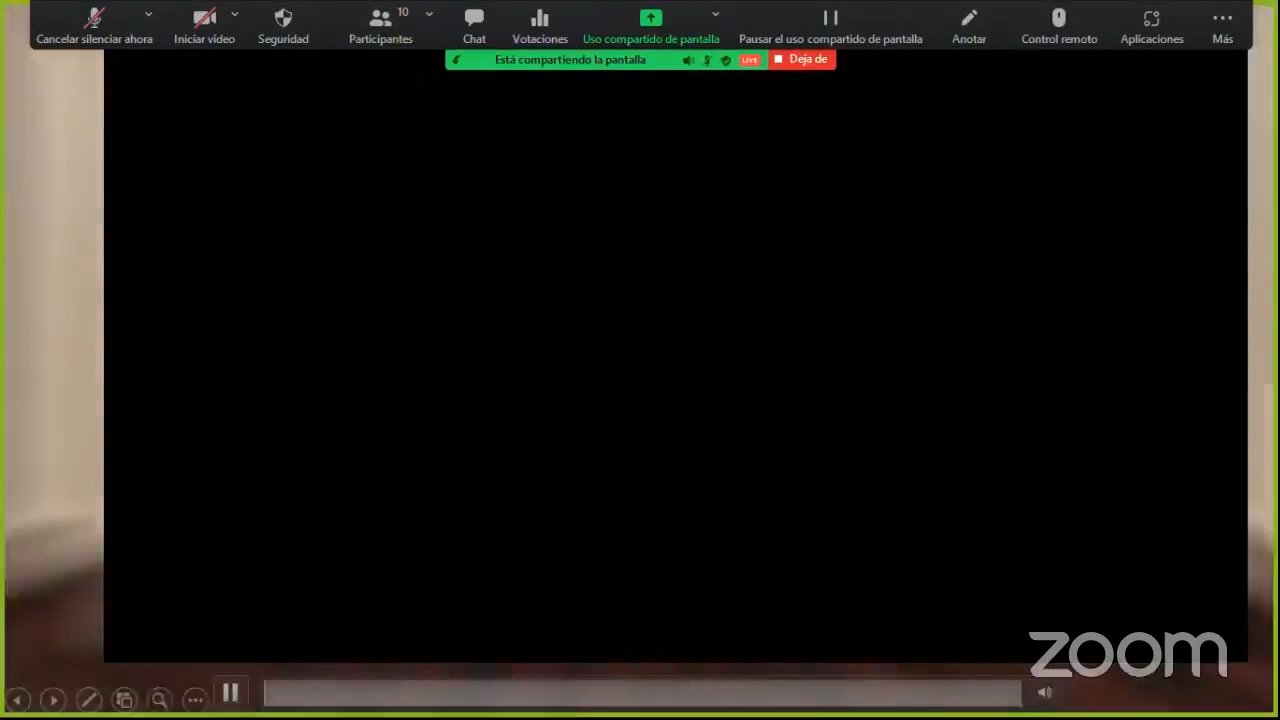 10
Cancelar silenciar ahora Iniciar video Seguridad Participantes Chat Votaciones Uso compartido de pantalla Pausar el uso compartido de pantalla Anotar Control remoto Aplicaciones Más
Está compartiendo la pantalla LIVE Deja de
zoom